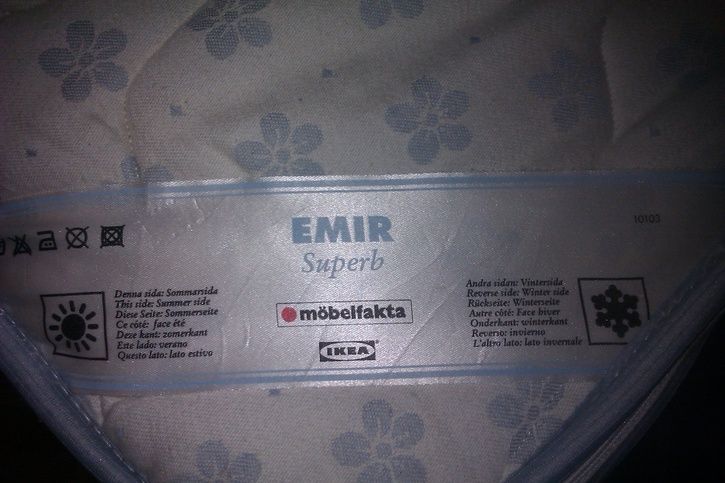 10103
EMIR
Superb
Denna sida: Sommarsida
This side: Summer side
Diese Seite: Sommerseite
Ce côté: face été
Deze kant: zomerkant
Este lado: verano
Questo lato: lato estivo
möbelfakta
IKEA
Andra sidan: Vintersida
Reverse side: Winter side
Rückseite: Winterseite
Autre côté: Face hiver
Onderkant: winterkant
Reverso: invierno
L'altro lato: lato invernale